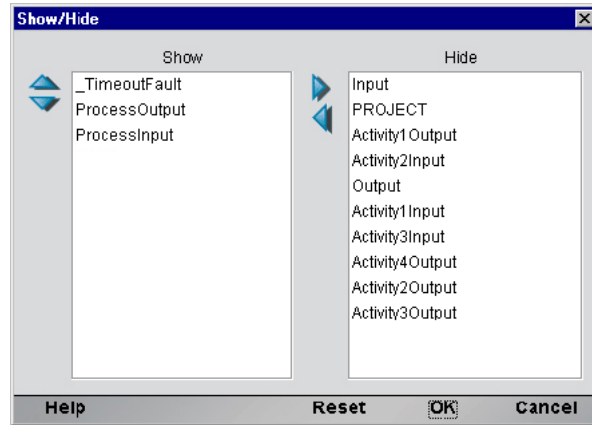 Show/Hide
Show
Hide
_TimeoutFault
ProcessOutput
ProcessInput
Input
PROJECT
Activity1Output
Activity2Input
Output
Activity1Input
Activity3Input
Activity4Output
Activity2Output
Activity3Output
Help
Reset
OK
Cancel